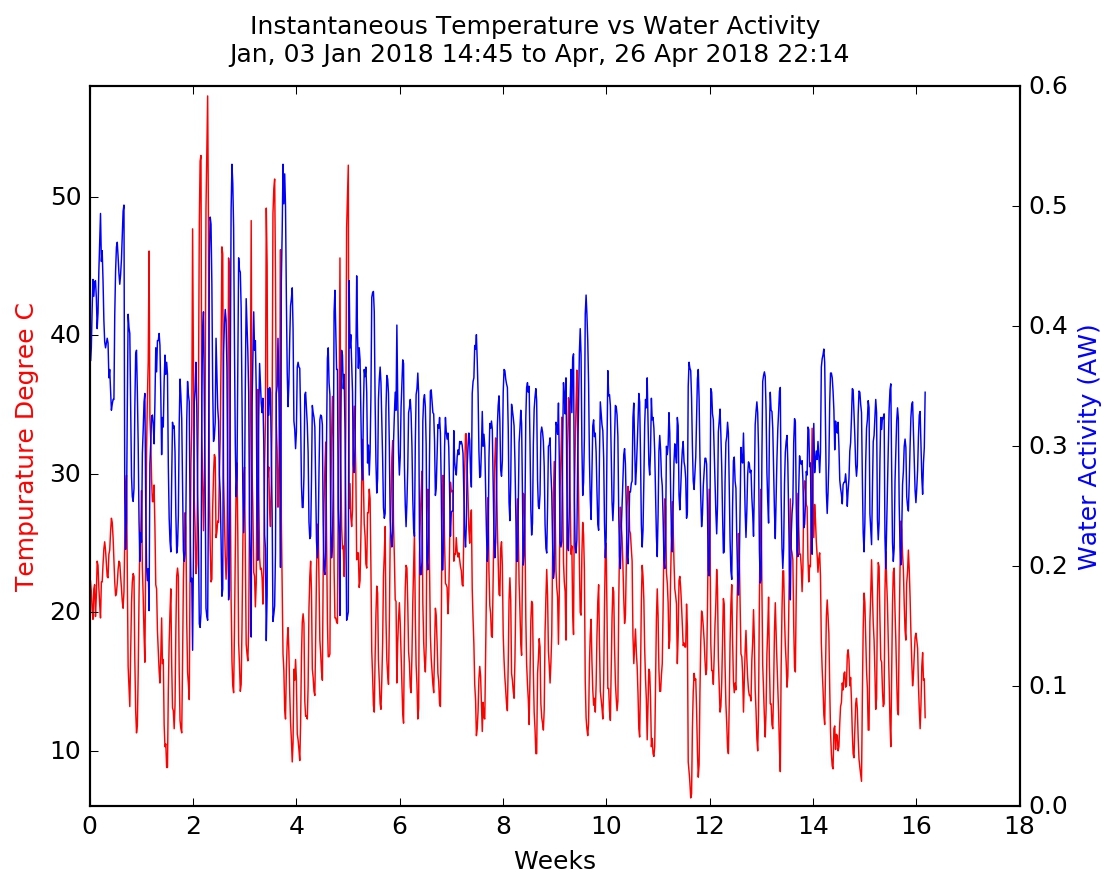 Instantaneous Temperature vs Water Activity
Jan, 03 Jan 2018 14:45 to Apr, 26 Apr 2018 22:14
Tempurature Degree C
50
40
30
20
10
0.6
0.5
0.4
0.3
0.2
0.1
0.0
Water Activity (AW)
0 2 4 6 8 10 12 14 16 18
Weeks